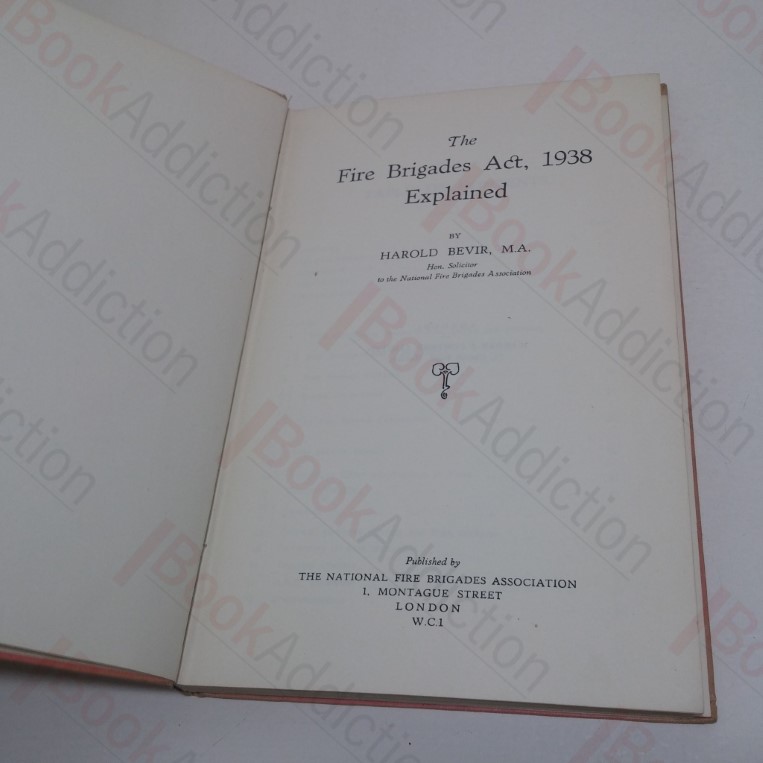 The
Fire Brigades Act, 1938
Explained
BY
HAROLD BEVIR, M.A.
Hon. Solicitor
to the National Fire Brigades Association
Published by
THE NATIONAL FIRE BRIGADES ASSOCIATION
1, MONTAGUE STREET
LONDON
W.C.1
BookAddiction